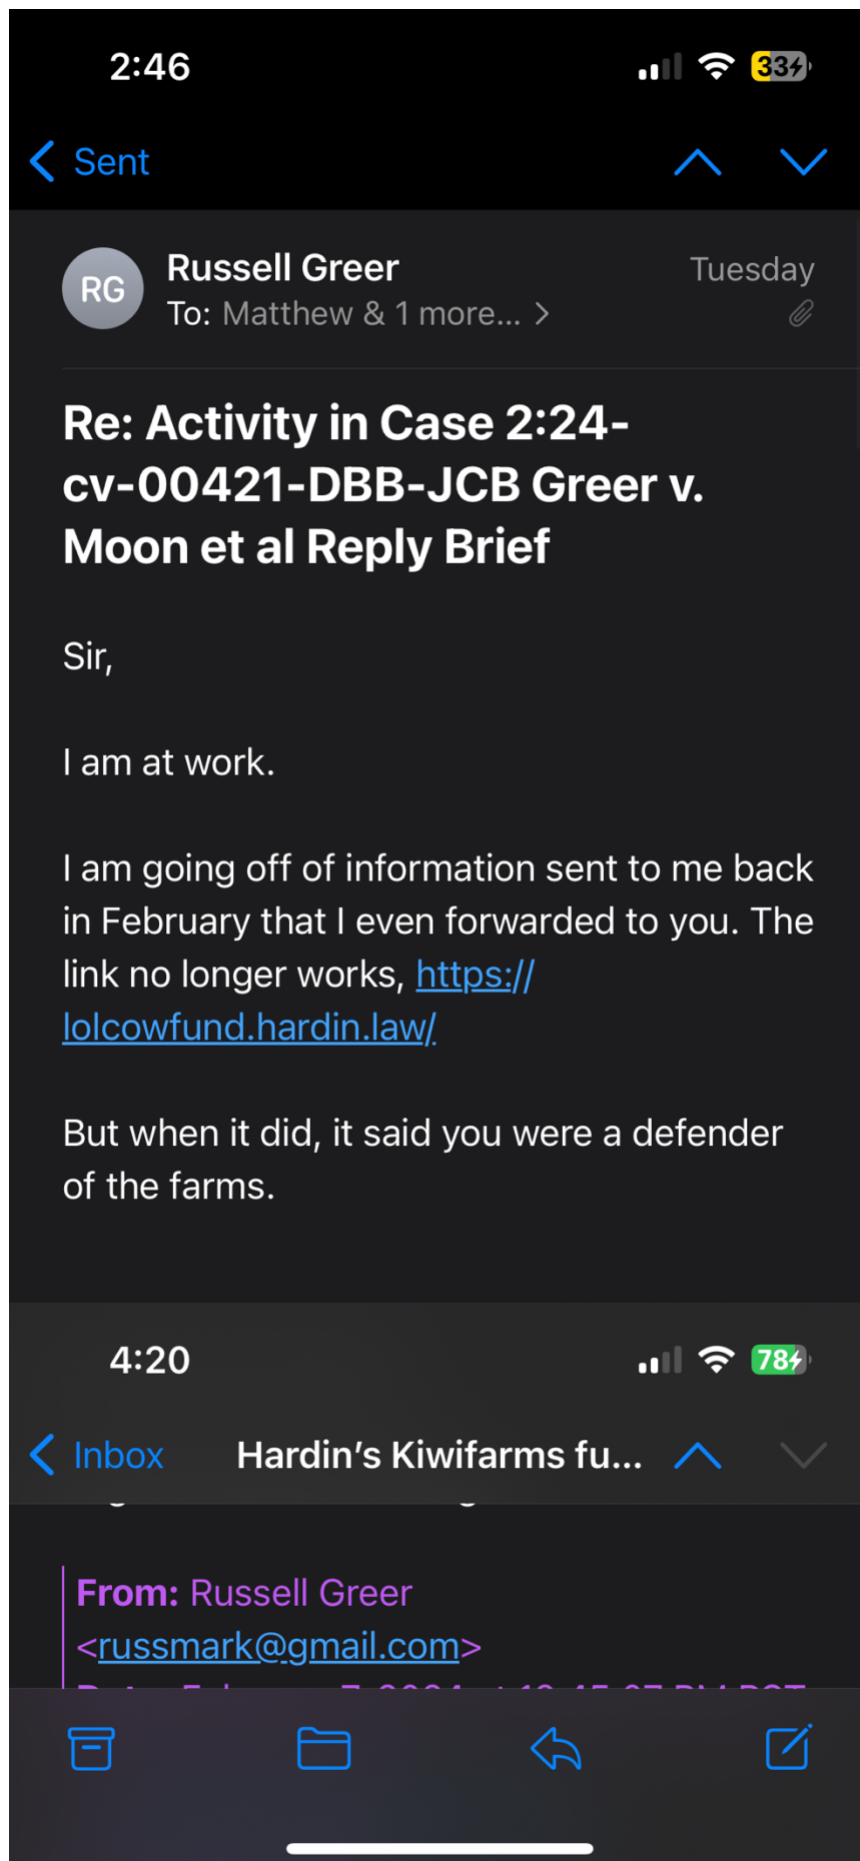 2:46
33
Sent
RG
Russell Greer
Tuesday
To: Matthew & 1 more...
Re: Activity in Case 2:24-
cv-00421-DBB-JCB Greer v.
Moon et al Reply Brief
Sir,
I am at work.
I am going off of information sent to me back
in February that I even forwarded to you. The
link no longer works, https://
lolcowfund.hardin.law/
But when it did, it said you were a defender
of the farms.
4:20
78
Inbox
Hardin’s Kiwifarms fu...
From: Russell Greer
<russmark@gmail.com>